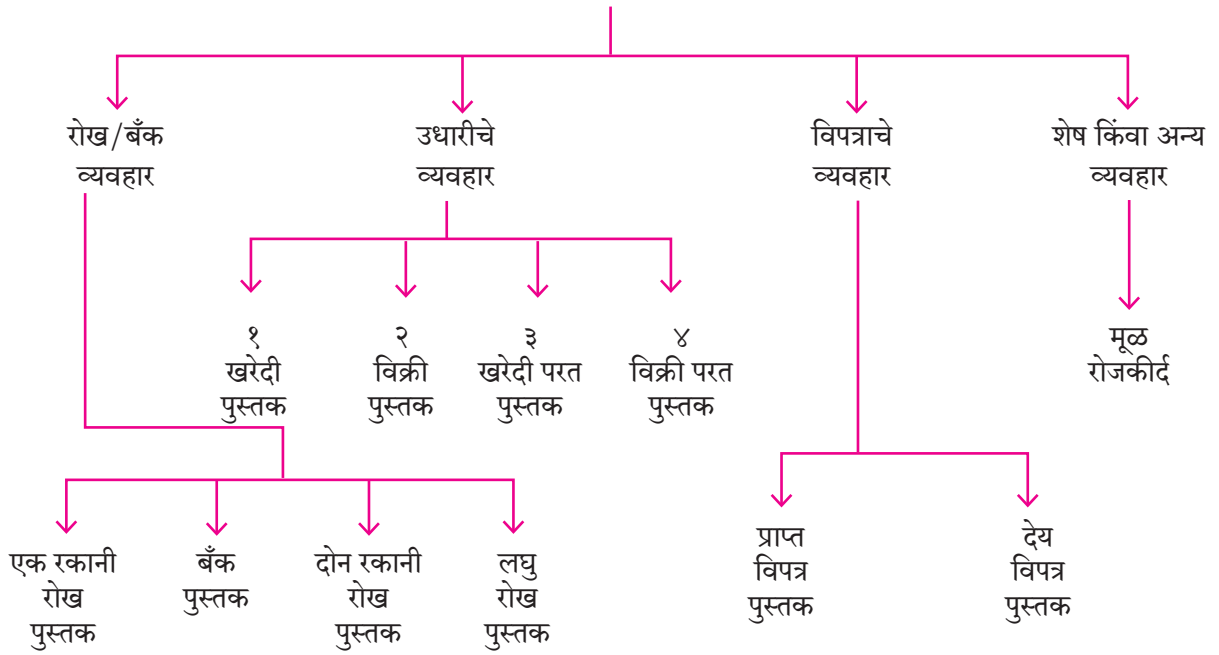 रोख/बँक
व्यवहार
उधारीचे
व्यवहार
विपत्राचे
व्यवहार
शेष किंवा अन्य
व्यवहार
१
खरेदी
पुस्तक
२
विक्री
पुस्तक
३
खरेदी परत
पुस्तक
४
विक्री परत
पुस्तक
मूळ
रोजकीर्द
एक रकानी
रोख
पुस्तक
बँक
पुस्तक
दोन रकानी
रोख
पुस्तक
लघु
रोख
पुस्तक
प्राप्त
विपत्र
पुस्तक
देय
विपत्र
पुस्तक